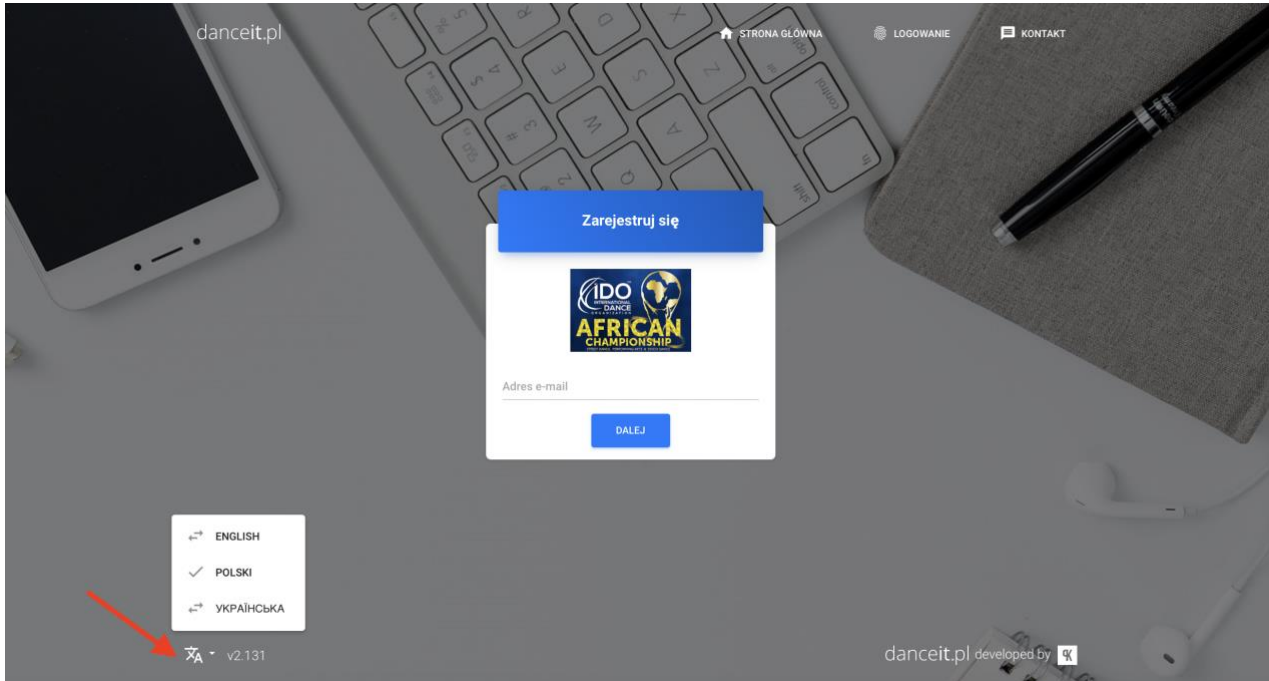 danceit.pl
STRONA GŁÓWNA
LOGOWANIE
KONTAKT
Zarejestruj się
IDO
INTERNATIONAL
DANCE
ORGANIZATION
AFRICAN
CHAMPIONSHIP
Adres e-mail
DALEJ
ENGLISH
POLSKI
УКРАЇНСЬКА
v2.131
danceit.pl developed by